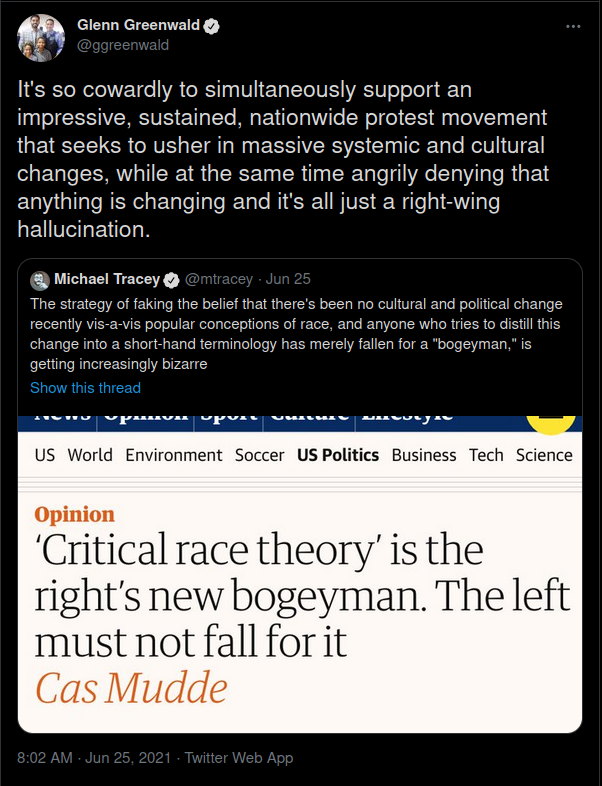 Glenn Greenwald
@ggreenwald
It's so cowardly to simultaneously support an
impressive, sustained, nationwide protest movement
that seeks to usher in massive systemic and cultural
changes, while at the same time angrily denying that
anything is changing and it's all just a right-wing
hallucination.
Michael Tracey @mtracey · Jun 25
The strategy of faking the belief that there's been no cultural and political change
recently vis-a-vis popular conceptions of race, and anyone who tries to distill this
change into a short-hand terminology has merely fallen for a "bogeyman," is
getting increasingly bizarre
Show this thread
News Opinion Sport Culture Lifestyle
US World Environment Soccer US Politics Business Tech Science
Opinion
‘Critical race theory’ is the
right’s new bogeyman. The left
must not fall for it
Cas Mudde
8:02 AM · Jun 25, 2021 · Twitter Web App